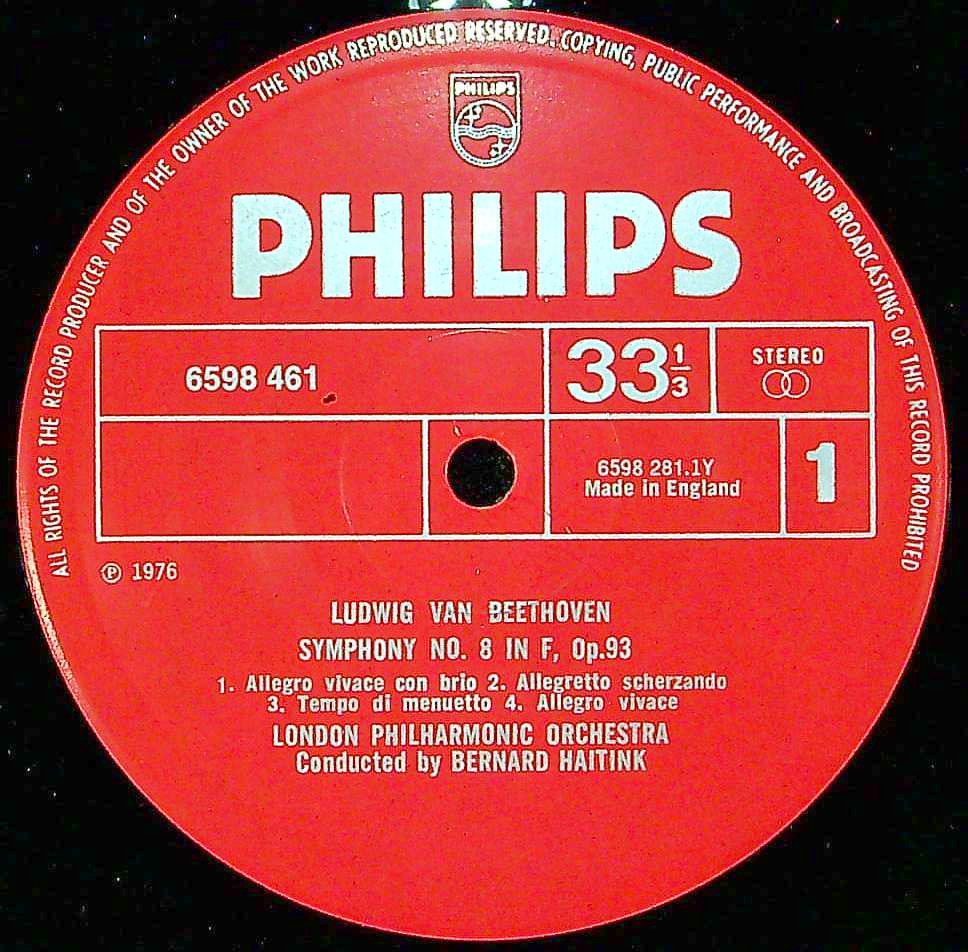 ALL RIGHTS OF THE RECORD PRODUCER AND OF THE OWNER OF THE WORK REPRODUCED RESERVED. COPYING, PUBLIC PERFORMANCE AND BROADCASTING OF THIS RECORD PROHIBITED
PHILIPS
PHILIPS
6598 461
33 1/3
STEREO
6598 281.1Y
Made in England
1
℗ 1976
LUDWIG VAN BEETHOVEN
SYMPHONY NO. 8 IN F, Op.93
1. Allegro vivace con brio 2. Allegretto scherzando
3. Tempo di menuetto 4. Allegro vivace
LONDON PHILHARMONIC ORCHESTRA
Conducted by BERNARD HAITINK